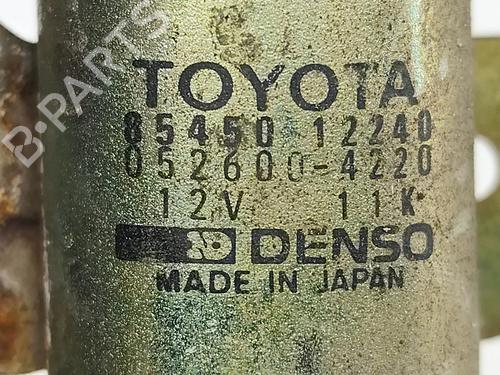 B-PARTS
TOYOTA
85450-12240
052600-4220
12V 11K
DENSO
MADE IN JAPAN